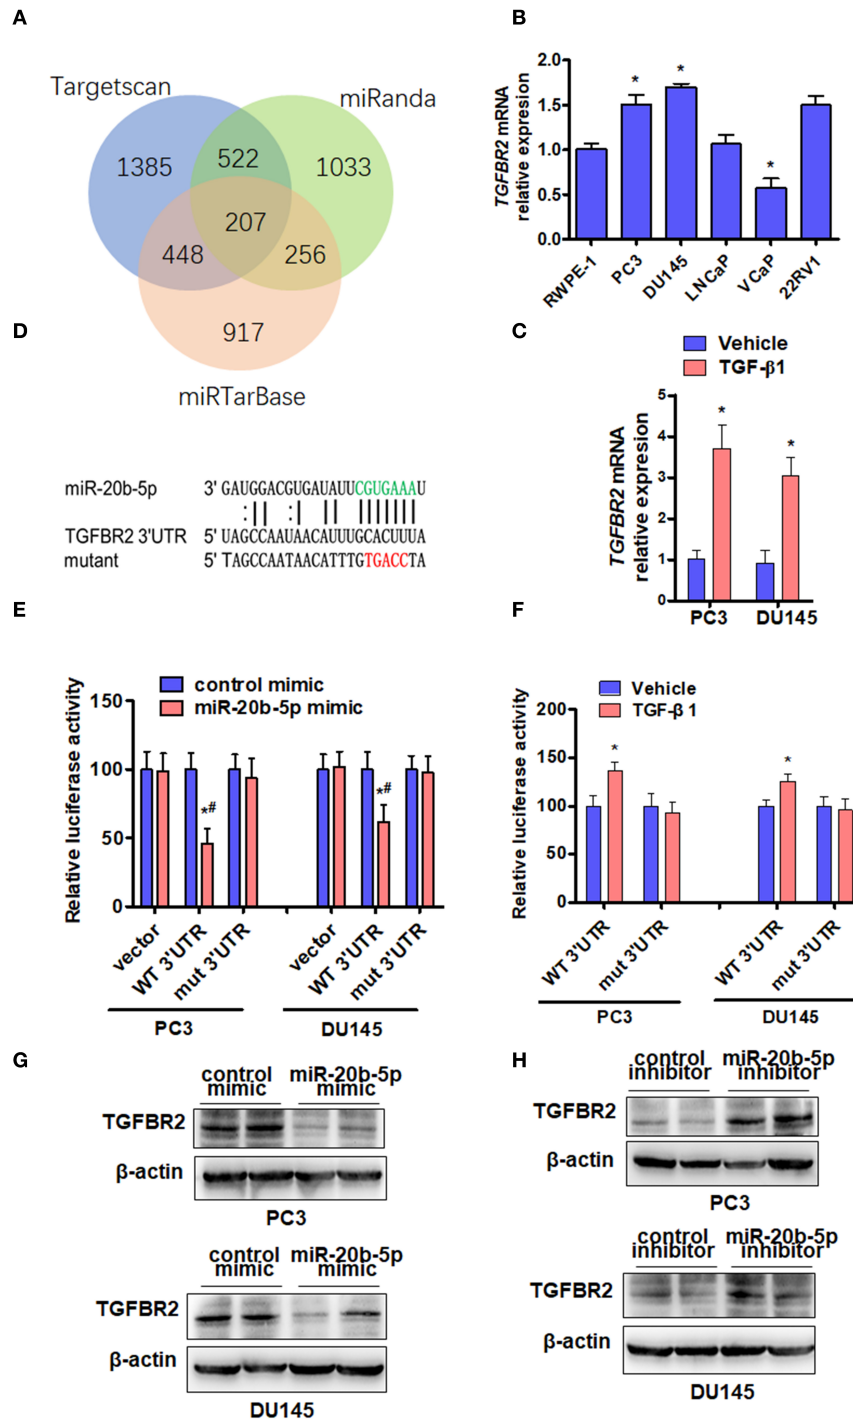 A
Targetscan
miRanda
1385
522
1033
207
448
256
917
miRTarBase
B
TGFBR2 mRNA
relative expresion
2.0
1.5
1.0
0.5
0.0
RWPE-1
PC3
DU145
LNCaP
VCaP
22RV1
*
*
*
D
miR-20b-5p 3' GAUGGACGUGAUAUUCGUGAAAU
TGFBR2 3'UTR 5' UAGCCAAUAACAUUUGCACUUUA
mutant 5' TAGCCAATAACATTTGTGACCTA
C
Vehicle
TGF-β1
TGFBR2 mRNA
relative expresion
5
4
3
2
1
1
0
*
*
PC3
DU145
E
control mimic
miR-20b-5p mimic
Relative luciferase activity
150
100
50
0
*#
*#
vector
WT 3'UTR
mut 3'UTR
vector
WT 3'UTR
mut 3'UTR
PC3
DU145
F
Vehicle
TGF-β 1
Relative luciferase activity
200
150
100
50
0
*
*
WT 3'UTR
mut 3'UTR
WT 3'UTR
mut 3'UTR
PC3
DU145
G
control
mimic
miR-20b-5p
mimic
TGFBR2
β-actin
PC3
control
mimic
miR-20b-5p
mimic
TGFBR2
β-actin
DU145
H
control
inhibitor
miR-20b-5p
inhibitor
TGFBR2
β-actin
PC3
control
inhibitor
miR-20b-5p
inhibitor
TGFBR2
β-actin
DU145